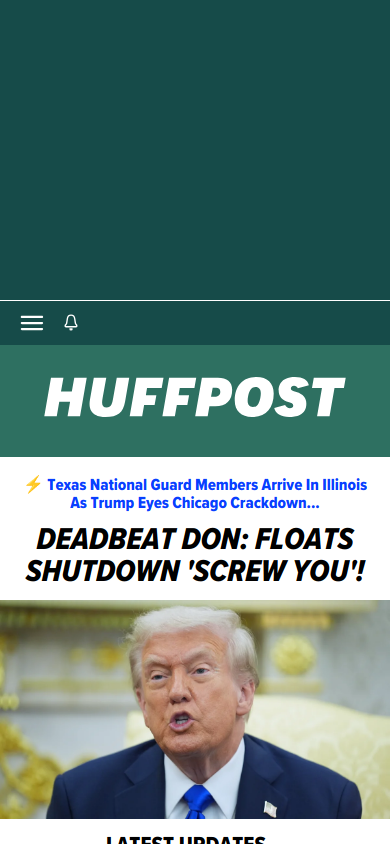 HUFFPOST
⚡ Texas National Guard Members Arrive In Illinois
As Trump Eyes Chicago Crackdown...
DEADBEAT DON: FLOATS
SHUTDOWN 'SCREW YOU'!
LATEST UPDATES